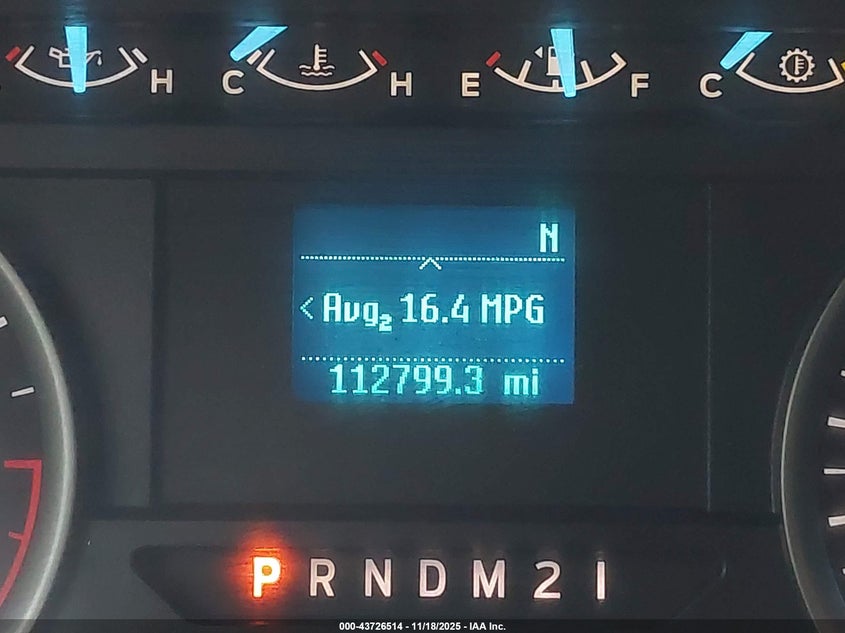 H C H E F C
N
< Avg2 16.4 MPG
112799.3 mi
P R N D M 2 1
000-43726514 - 11/18/2025 - IAA Inc.